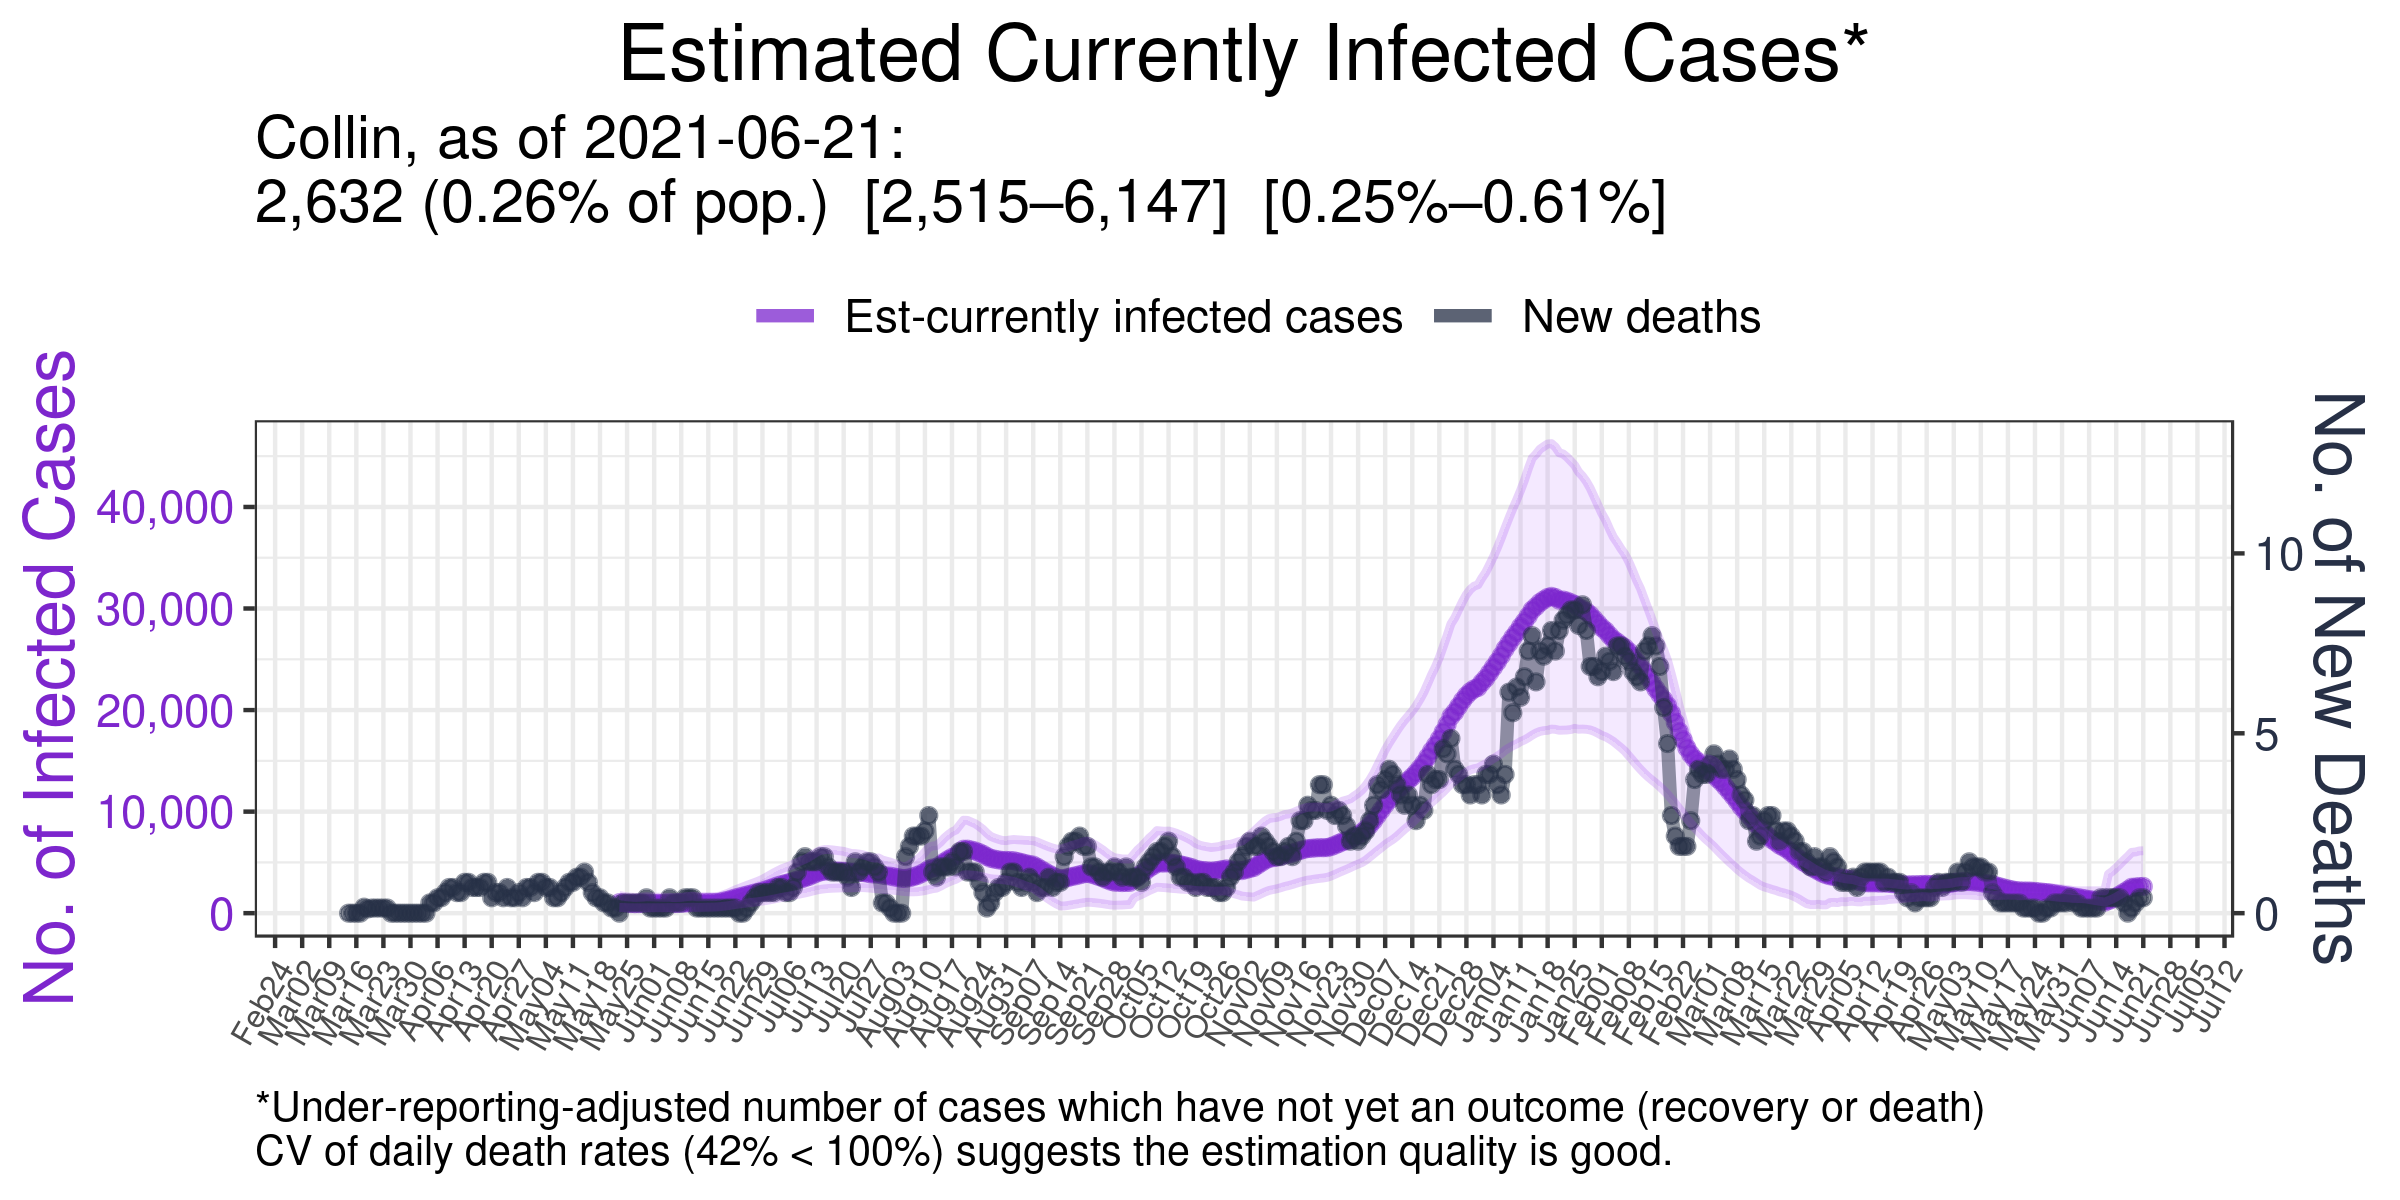 Estimated Currently Infected Cases*
Collin, as of 2021-06-21:
2,632 (0.26% of pop.) [2,515–6,147] [0.25%–0.61%]
Est-currently infected cases New deaths
No. of Infected Cases
40,000
30,000
20,000
10,000
0
10
5
0
No. of New Deaths
Feb24 Mar02 Mar09 Mar16 Mar23 Mar30 Apr06 Apr13 Apr20 Apr27 May04 May11 May18 May25 Jun01 Jun08 Jun15 Jun22 Jun29 Jul06 Jul13 Jul20 Jul27 Aug03 Aug10 Aug17 Aug24 Aug31 Sep07 Sep14 Sep21 Sep28 Oct05 Oct12 Oct19 Oct26 Nov02 Nov09 Nov16 Nov23 Nov30 Dec07 Dec14 Dec21 Dec28 Jan04 Jan11 Jan18 Jan25 Feb01 Feb08 Feb15 Feb22 Mar01 Mar08 Mar15 Mar22 Mar29 Apr05 Apr12 Apr19 Apr26 May03 May10 May17 May24 May31 Jun07 Jun14 Jun21 Jun28 Jul05 Jul12
*Under-reporting-adjusted number of cases which have not yet an outcome (recovery or death)
CV of daily death rates (42% < 100%) suggests the estimation quality is good.